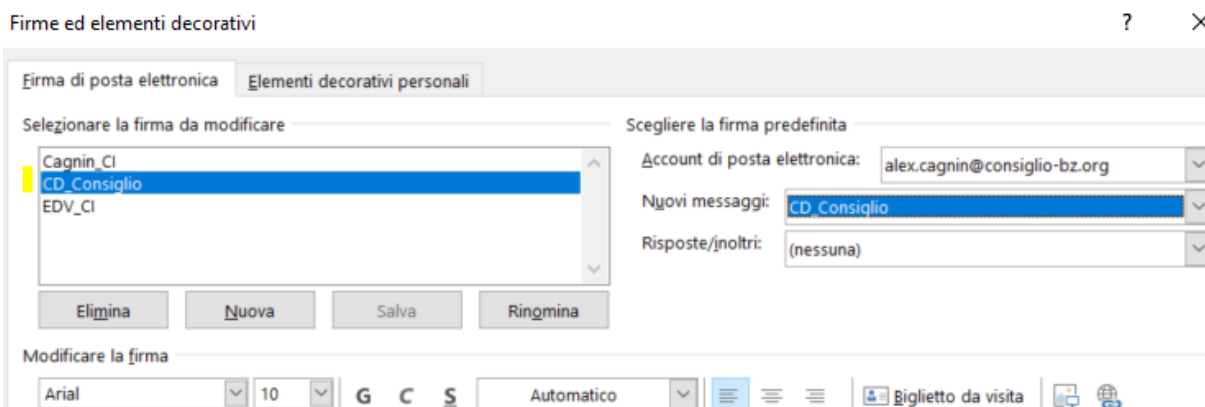 Firme ed elementi decorativi ? ×
Firma di posta elettronica Elementi decorativi personali
Selezionare la firma da modificare
Cagnin_CI
CD_Consiglio
EDV_CI
Elimina Nuova Salva Rinomina
Scegliere la firma predefinita
Account di posta elettronica: alex.cagnin@consiglio-bz.org
Nuovi messaggi: CD_Consiglio
Risposte/inoltri: (nessuna)
Modificare la firma
Arial 10 G C S Automatico Biglietto da visita